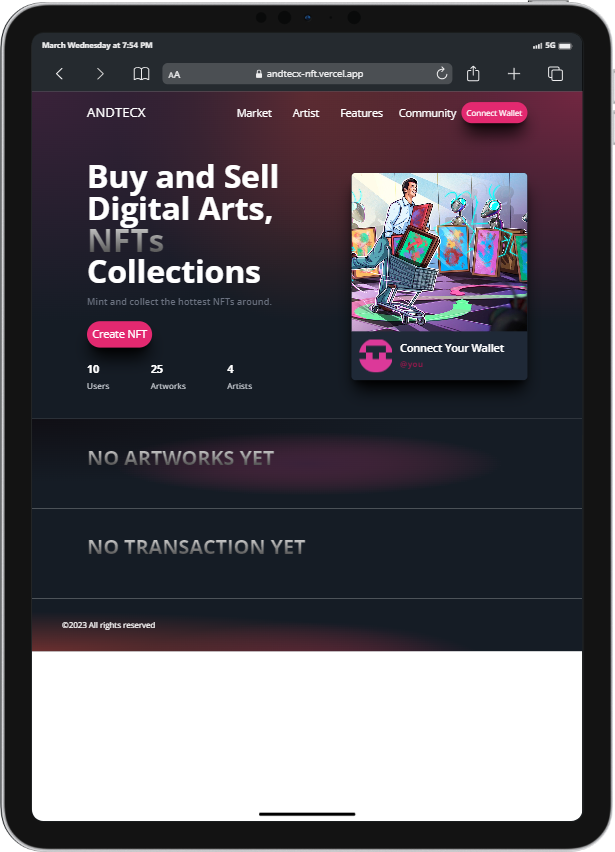 March Wednesday at 7:54 PM
5G
AA
andtecx-nft.vercel.app
ANDTECX
Market
Artist
Features
Community
Connect Wallet
Buy and Sell
Digital Arts,
NFTs
Collections
Mint and collect the hottest NFTs around.
Create NFT
10
25
4
Users
Artworks
Artists
Connect Your Wallet
@you
NO ARTWORKS YET
NO TRANSACTION YET
©2023 All rights reserved